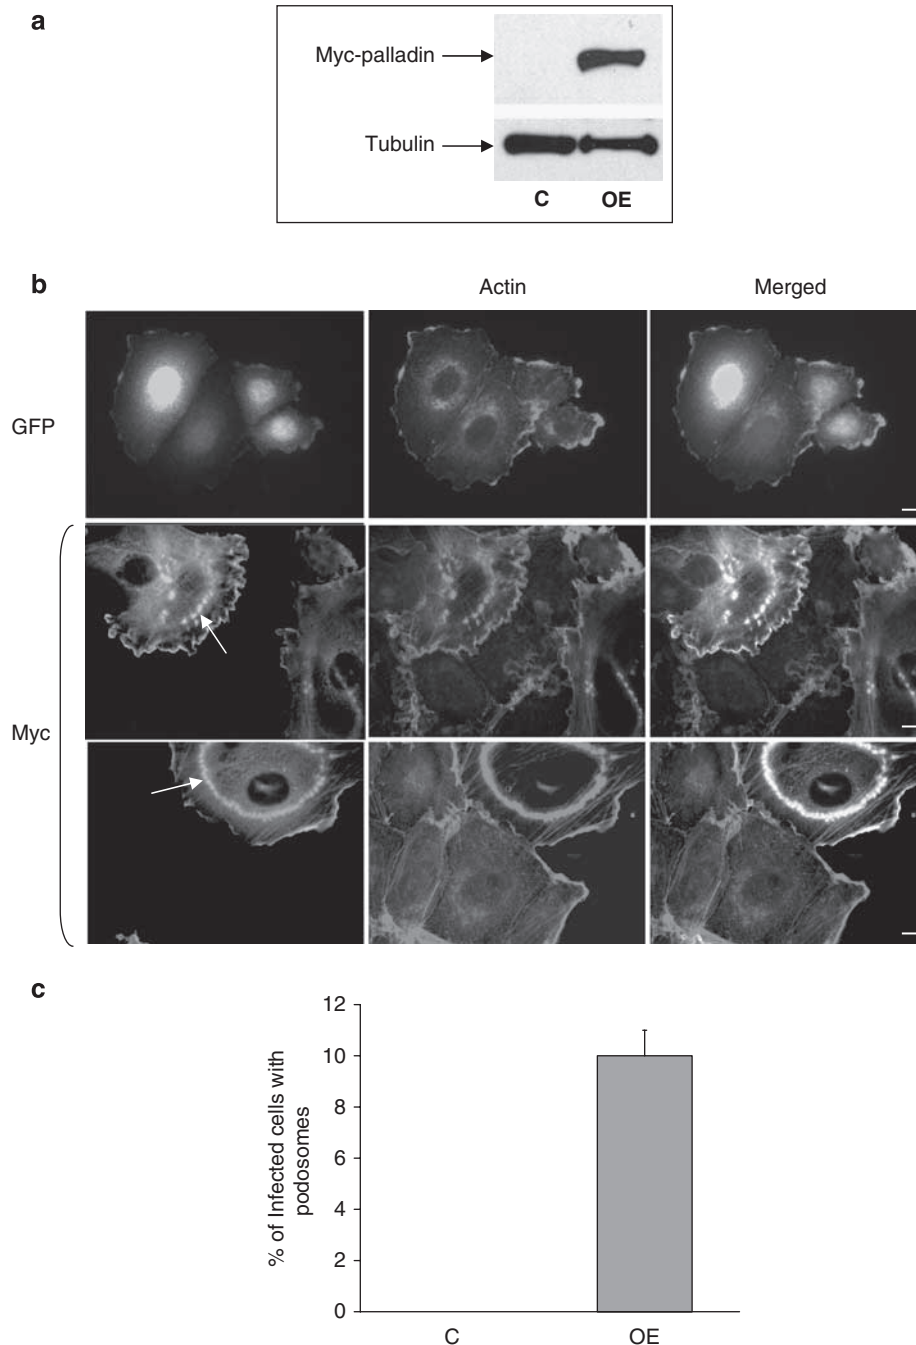 a
Myc-palladin
Tubulin
C OE
b
Actin Merged
GFP
Myc
c
% of Infected cells with
podosomes
12
10
8
6
4
2
0
C OE